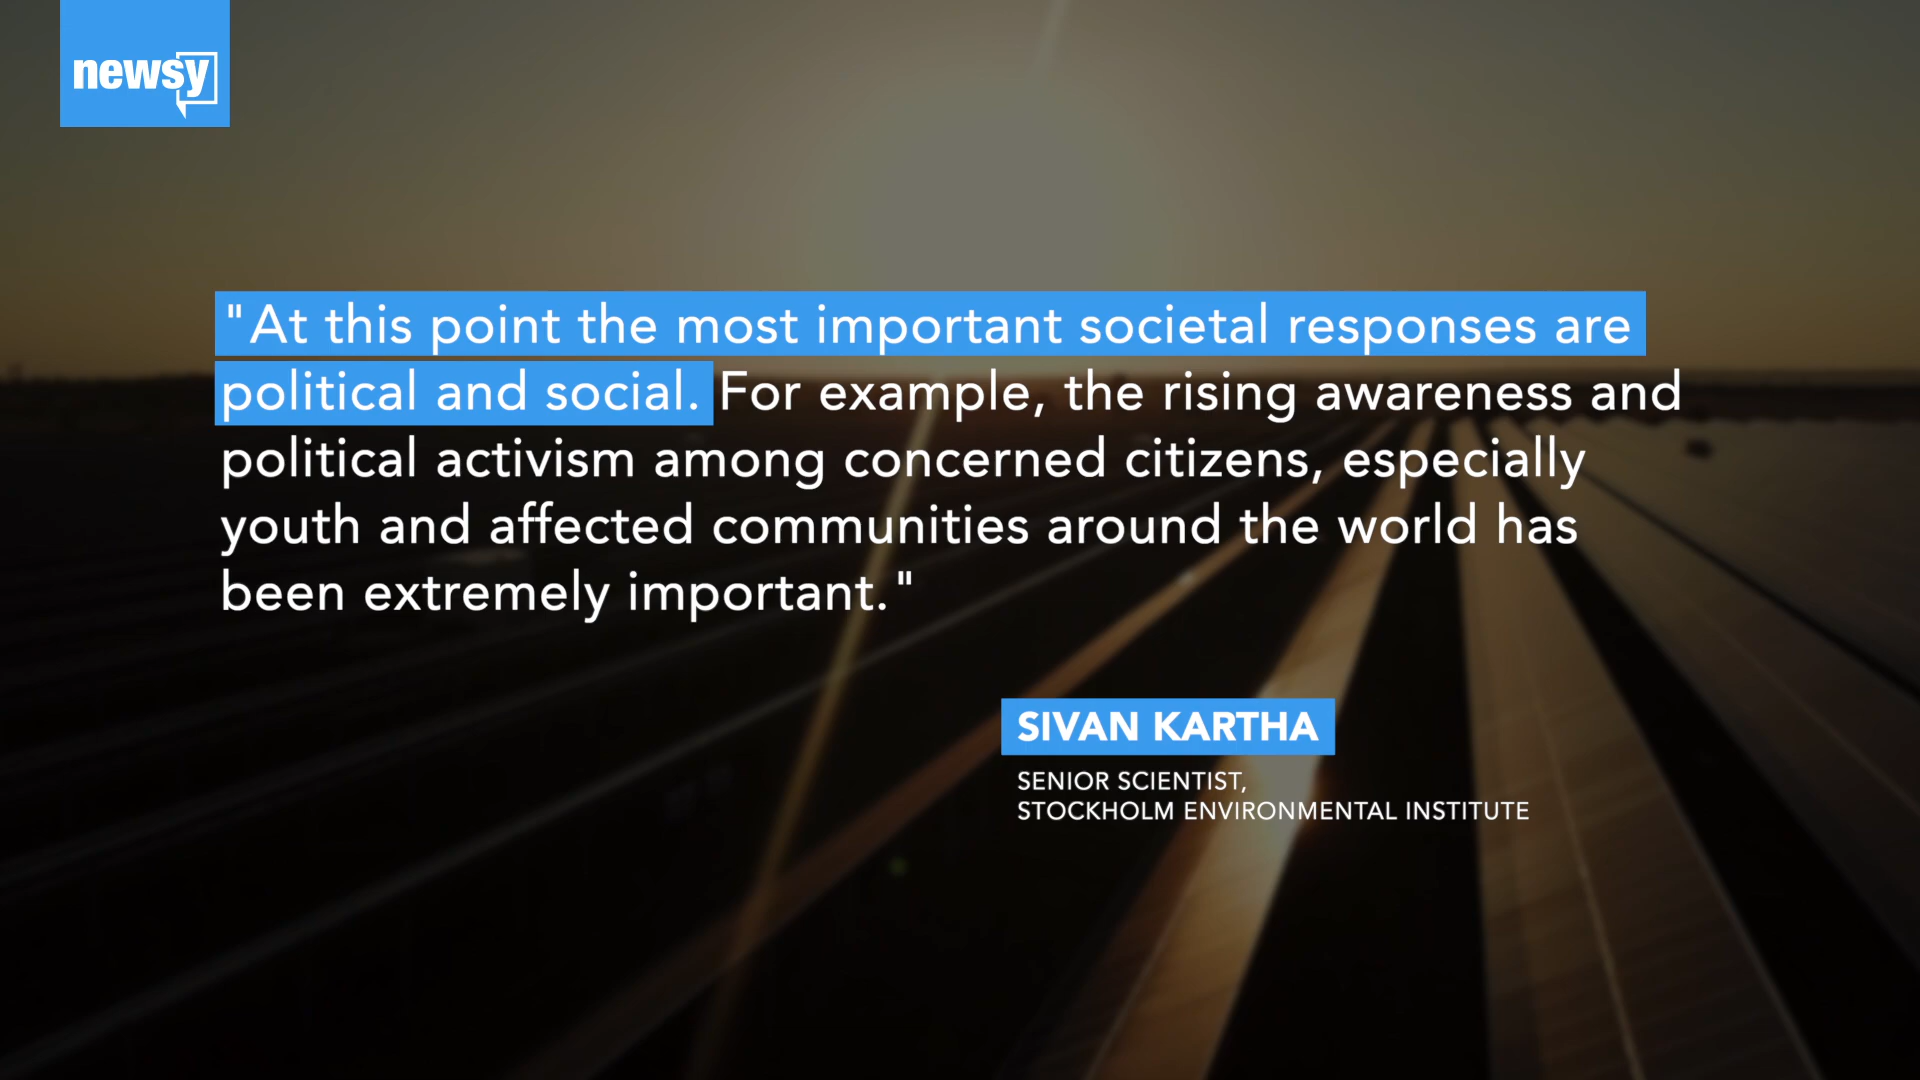 newsy
"At this point the most important societal responses are
political and social. For example, the rising awareness and
political activism among concerned citizens, especially
youth and affected communities around the world has
been extremely important."
SIVAN KARTHA
SENIOR SCIENTIST,
STOCKHOLM ENVIRONMENTAL INSTITUTE